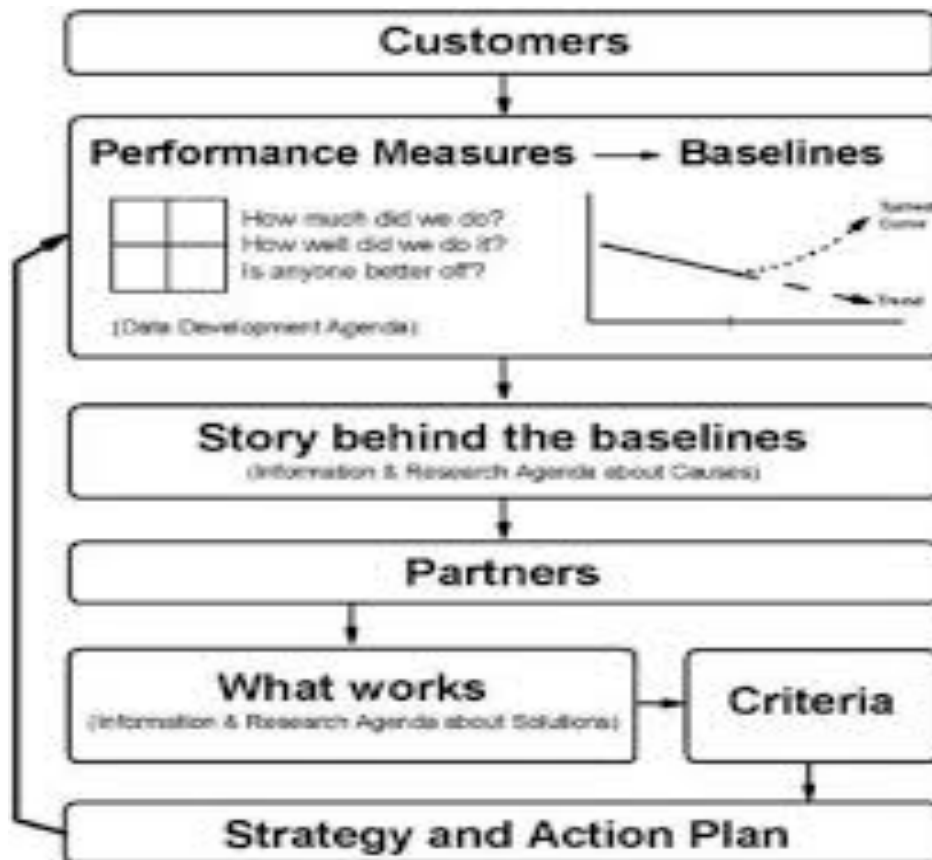 Customers
Performance Measures
Baselines
How much did we do?
How well did we do it?
Is anyone better off?
(Data Development Agenda)
Turned
Curve
Trend
Story behind the baselines
(Information & Research Agenda about Causes)
Partners
What works
(Information & Research Agenda about Solutions)
Criteria
Strategy and Action Plan